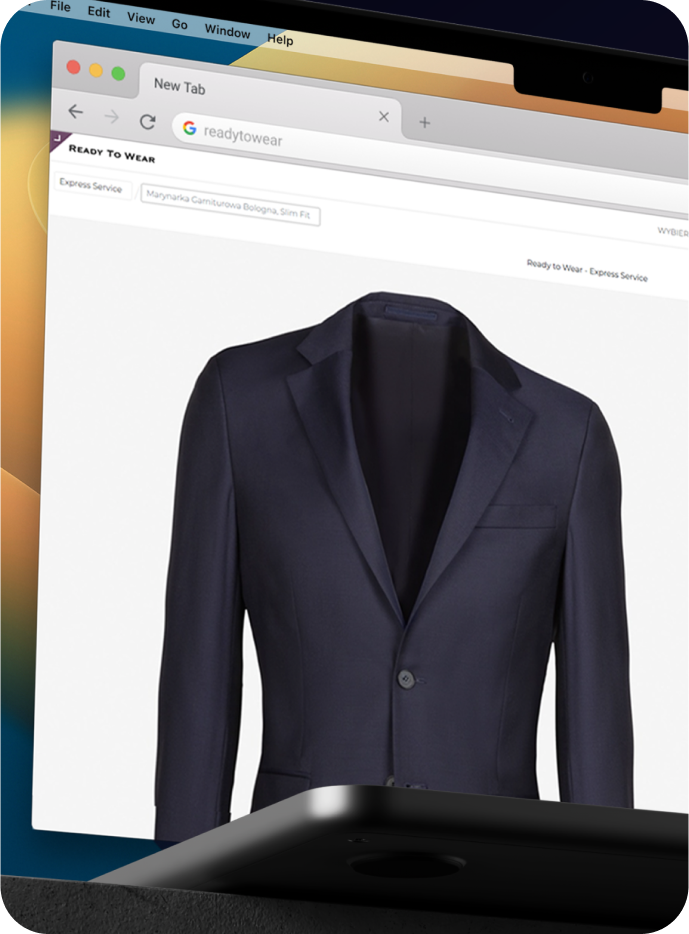 File Edit View Go Window Help
New Tab
readytowear
READY TO WEAR
Express Service / Marynarka Garniturowa Bologna, Slim Fit
WYBIER
Ready to Wear - Express Service